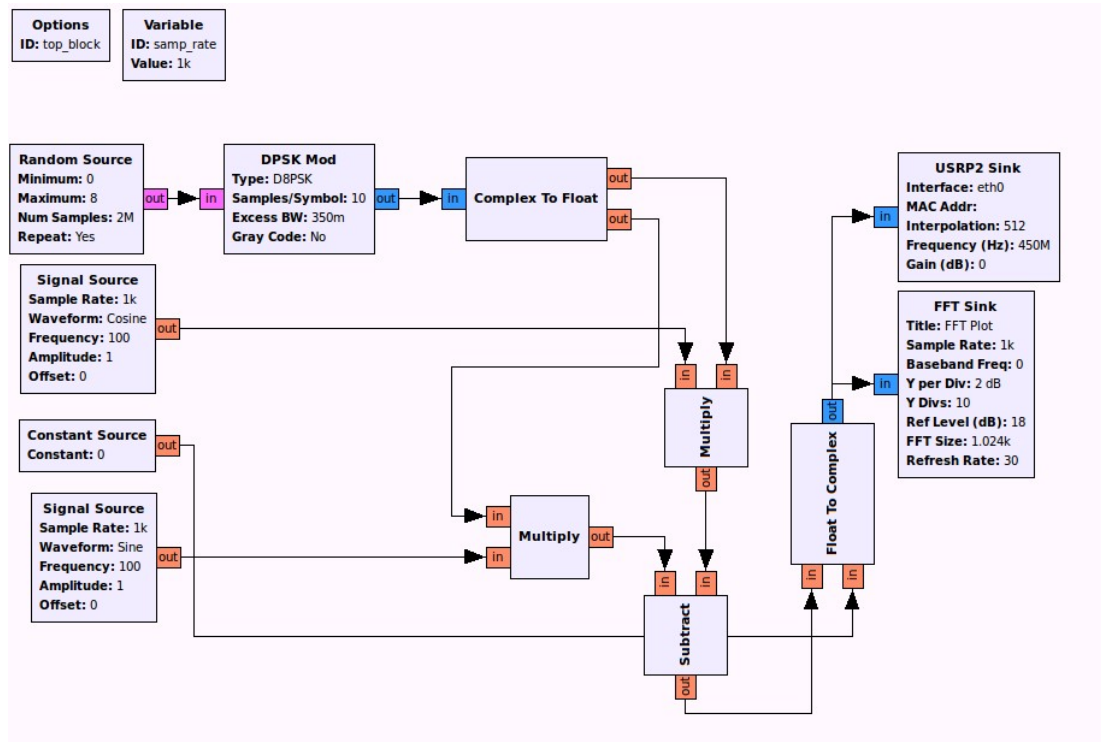 Options
ID: top_block
Variable
ID: samp_rate
Value: 1k
Random Source
Minimum: 0
Maximum: 8
Num Samples: 2M
Repeat: Yes
out
in
DPSK Mod
Type: D8PSK
Samples/Symbol: 10
Excess BW: 350m
Gray Code: No
out
in
Complex To Float
out
out
USRP2 Sink
Interface: eth0
MAC Addr:
Interpolation: 512
Frequency (Hz): 450M
Gain (dB): 0
in
Signal Source
Sample Rate: 1k
Waveform: Cosine
Frequency: 100
Amplitude: 1
Offset: 0
out
FFT Sink
Title: FFT Plot
Sample Rate: 1k
Baseband Freq: 0
Y per Div: 2 dB
Y Divs: 10
Ref Level (dB): 18
FFT Size: 1.024k
Refresh Rate: 30
in
in
in
Multiply
out
Constant Source
Constant: 0
out
out
Float To Complex
in
in
Signal Source
Sample Rate: 1k
Waveform: Sine
Frequency: 100
Amplitude: 1
Offset: 0
out
in
in
Multiply
out
in
in
Subtract
out